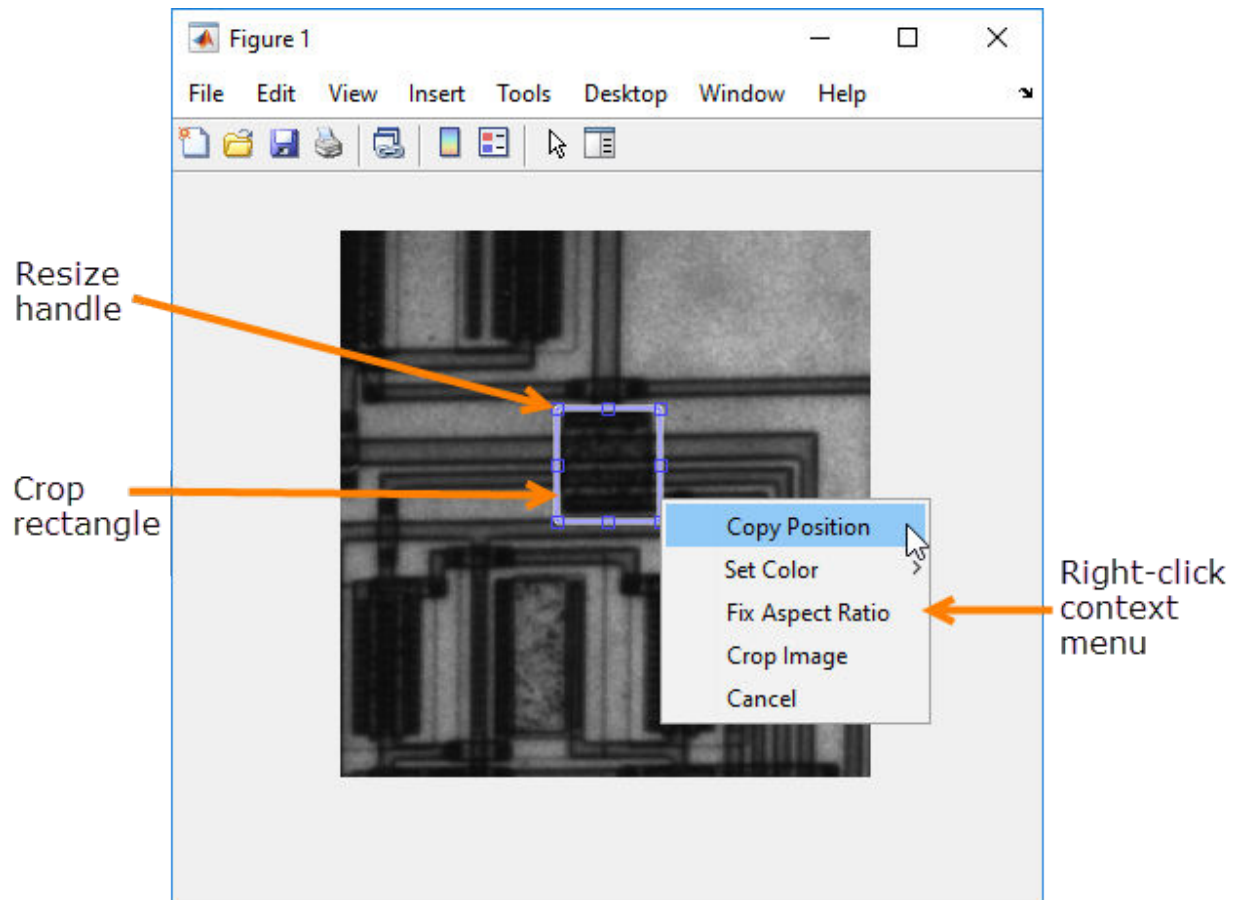 Figure 1
File Edit View Insert Tools Desktop Window Help
Resize
handle
Crop
rectangle
Copy Position
Set Color
Fix Aspect Ratio
Crop Image
Cancel
Right-click
context
menu